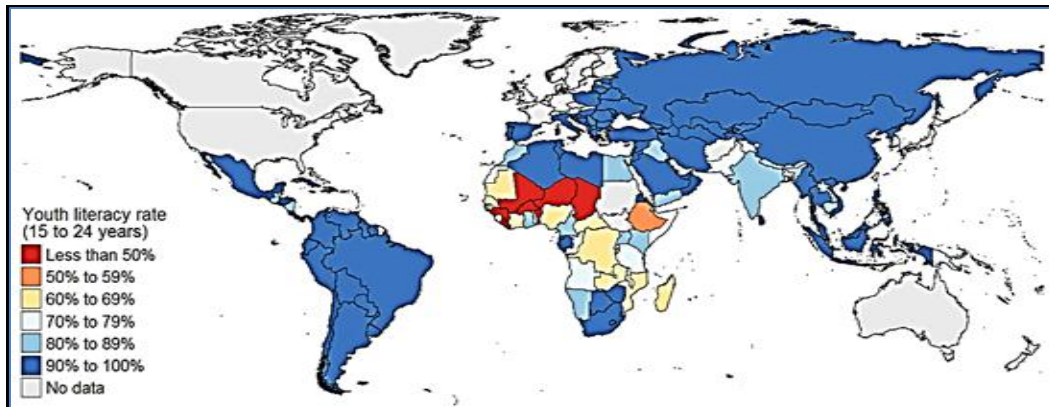 Youth literacy rate
(15 to 24 years)
Less than 50%
50% to 59%
60% to 69%
70% to 79%
80% to 89%
90% to 100%
No data